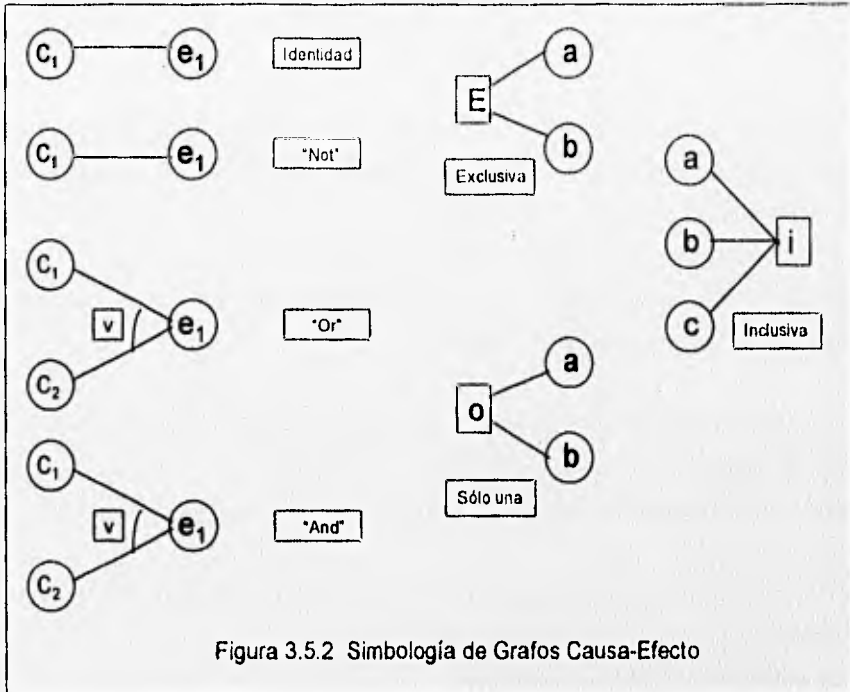 C1 e1 Identidad
C1 e1 "Not"
C1
v e1 "Or"
C2
C1
v e1 "And"
C2
a
E
b
Exclusiva
a
b i
c Inclusiva
a
o
b
Sólo una
Figura 3.5.2 Simbología de Grafos Causa-Efecto